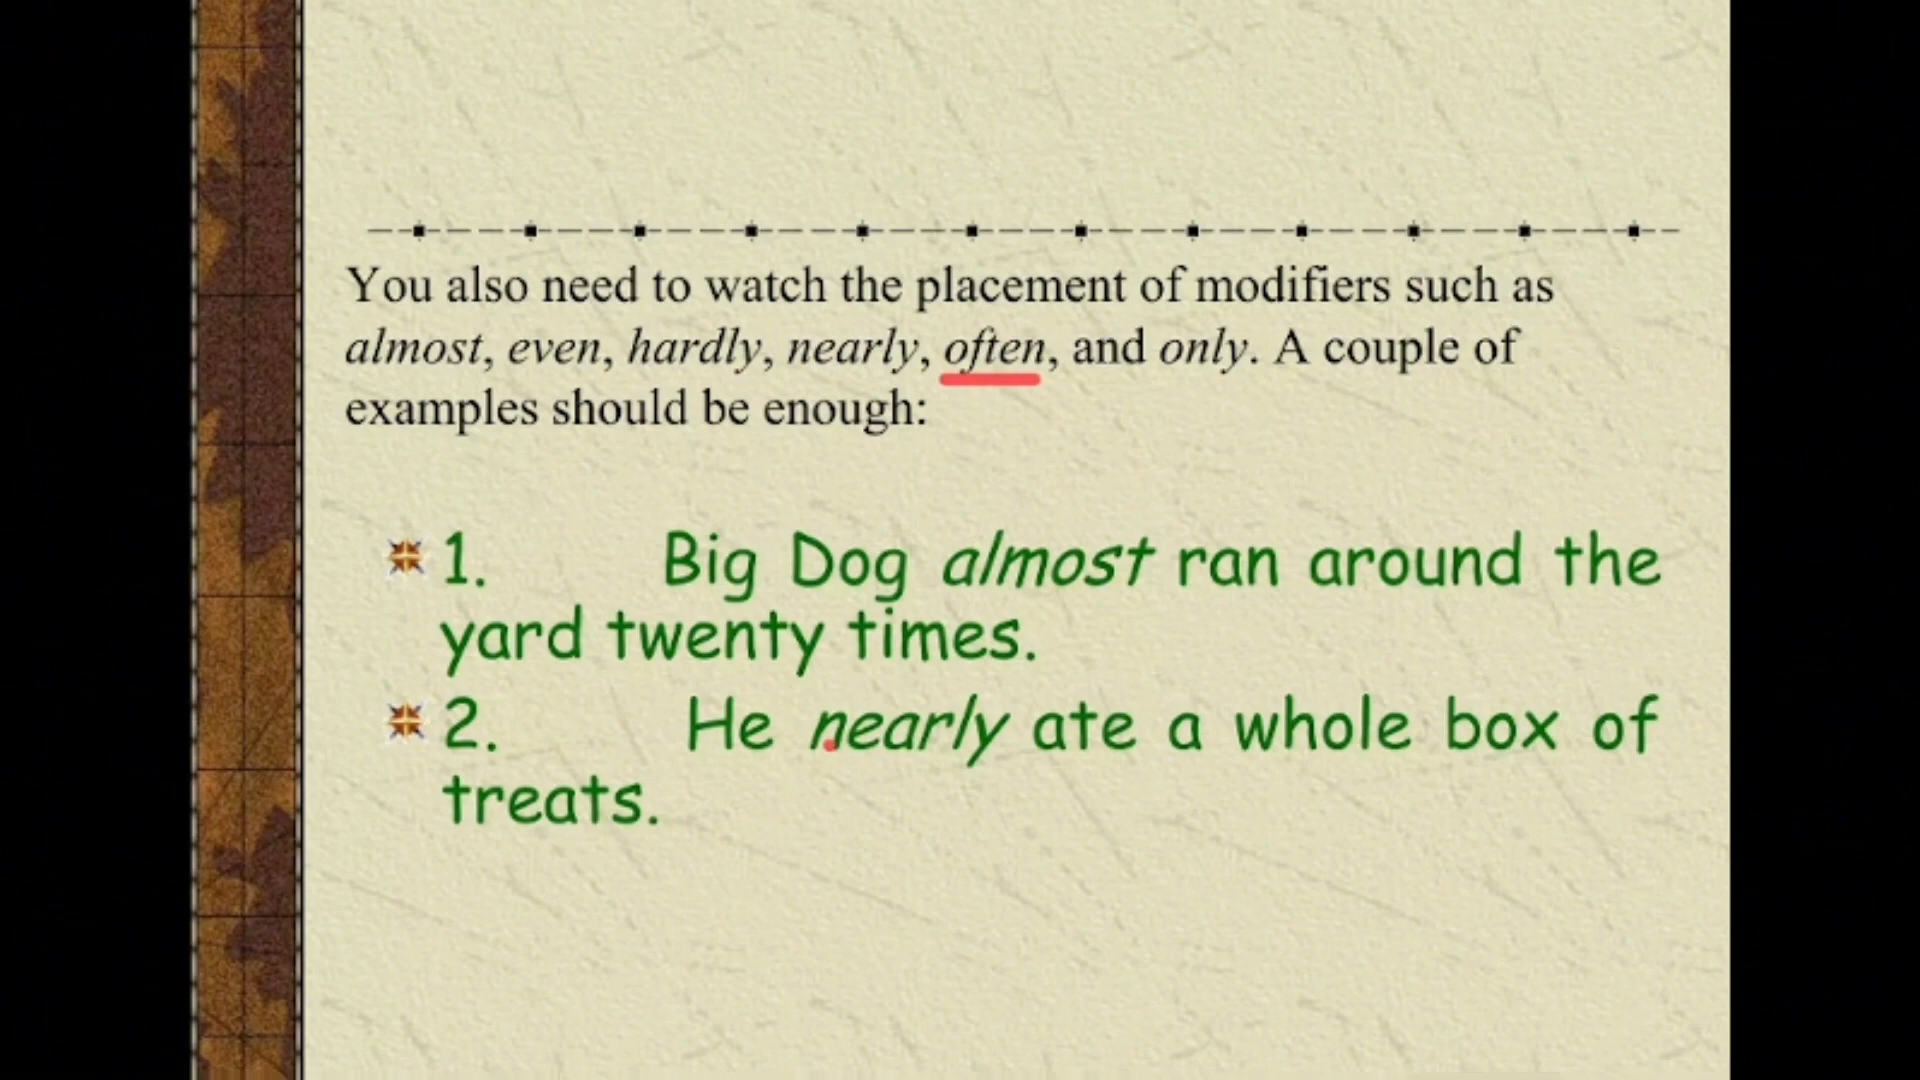 You also need to watch the placement of modifiers such as
almost, even, hardly, nearly, often, and only. A couple of
examples should be enough:
1. Big Dog almost ran around the
yard twenty times.
2. He nearly ate a whole box of
treats.